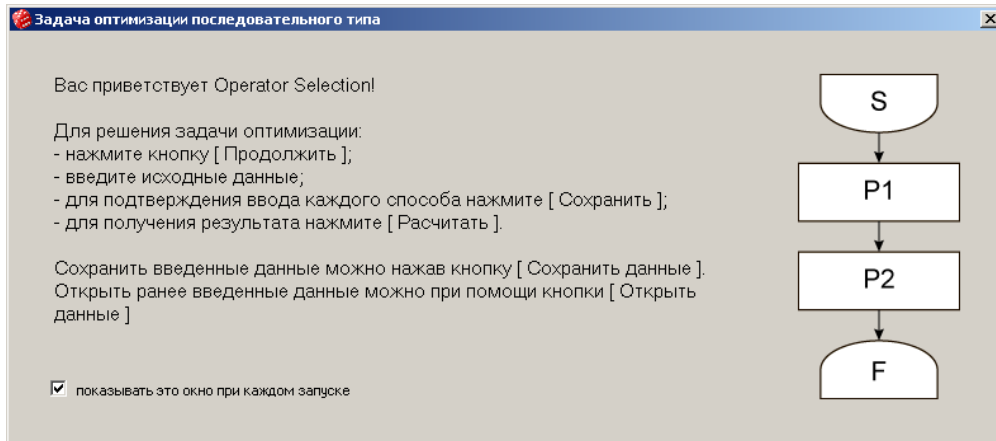 Задача оптимизации последовательного типа
Вас приветствует Operator Selection!
Для решения задачи оптимизации:
- нажмите кнопку [ Продолжить ];
- введите исходные данные;
- для подтверждения ввода каждого способа нажмите [ Сохранить ];
- для получения результата нажмите [ Расчитать ].
Сохранить введенные данные можно нажав кнопку [ Сохранить данные ].
Открыть ранее введенные данные можно при помощи кнопки [ Открыть
данные ]
показывать это окно при каждом запуске
S
P1
P2
F